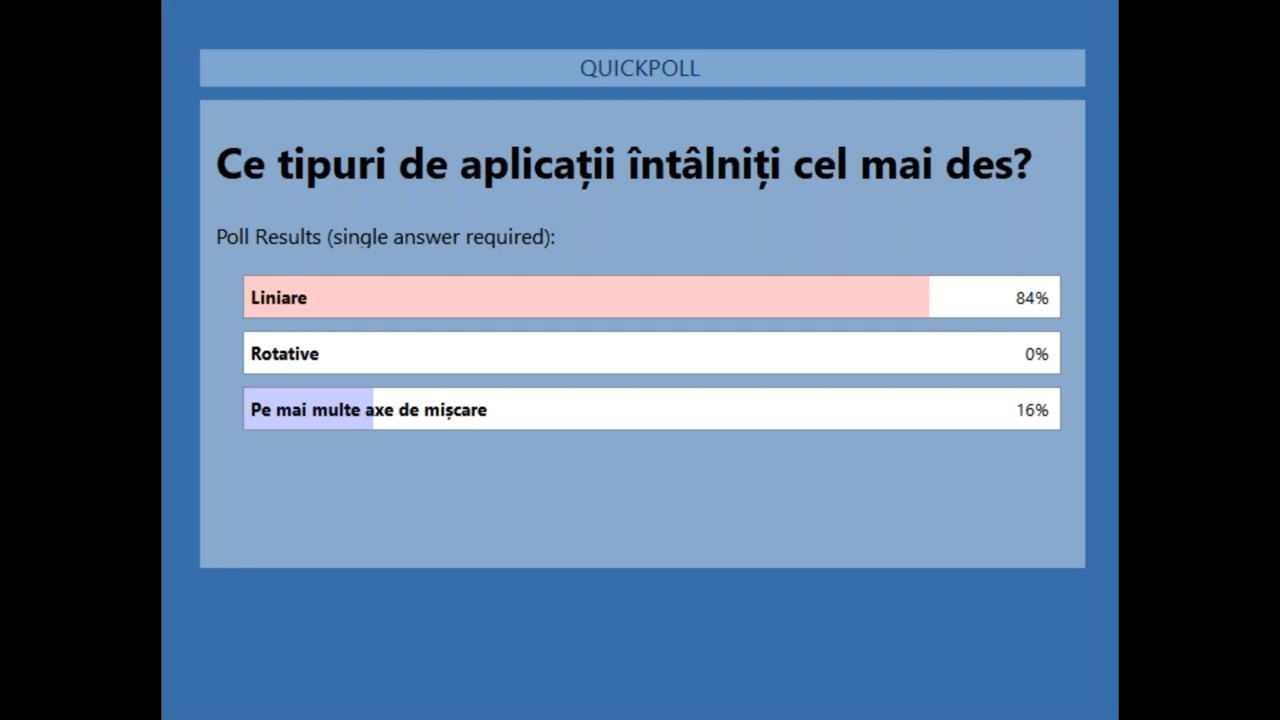 QUICKPOLL
Ce tipuri de aplicații întâlniți cel mai des?
Poll Results (single answer required):
Liniare 84%
Rotative 0%
Pe mai multe axe de mișcare 16%